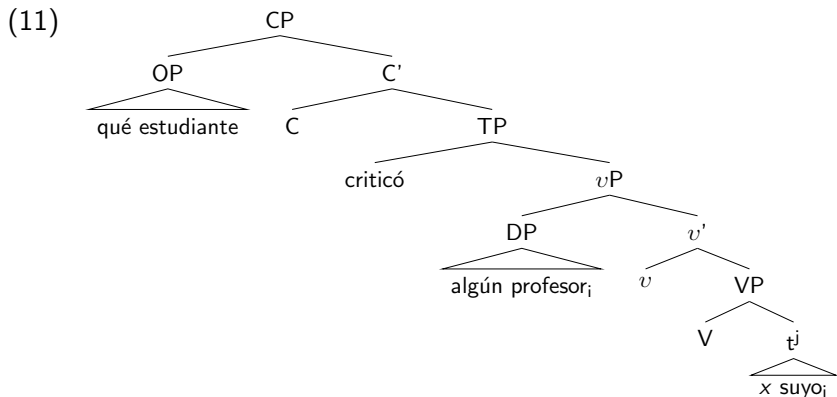 (11)
CP
OP C'
qué estudiante C TP
criticó vP
DP v'
algún profesorᵢ v VP
V tʲ
x suyoᵢ